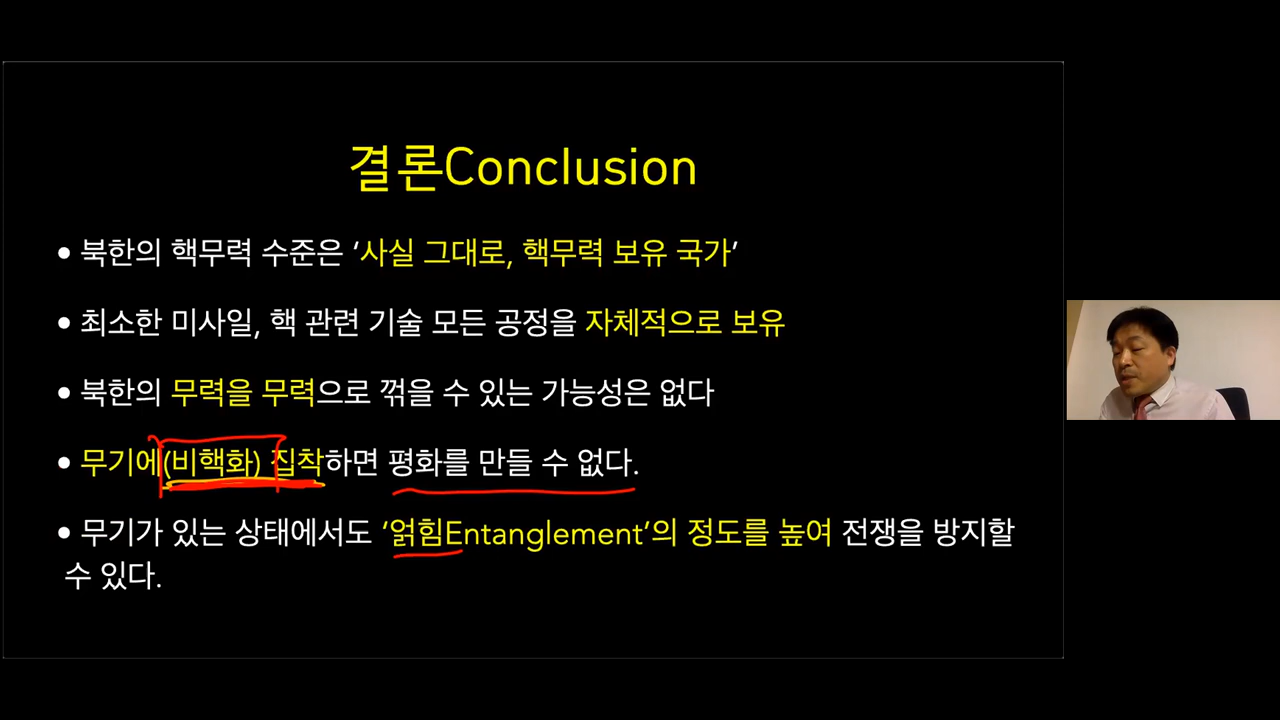 결론Conclusion
• 북한의 핵무력 수준은 ‘사실 그대로, 핵무력 보유 국가’
• 최소한 미사일, 핵 관련 기술 모든 공정을 자체적으로 보유
• 북한의 무력을 무력으로 꺾을 수 있는 가능성은 없다
• 무기에(비핵화) 집착하면 평화를 만들 수 없다.
• 무기가 있는 상태에서도 ‘얽힘Entanglement’의 정도를 높여 전쟁을 방지할
수 있다.